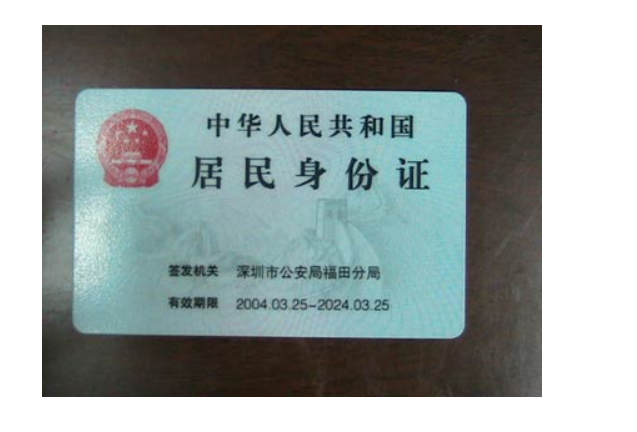 中华人民共和国
居民身份证
签发机关 深圳市公安局福田分局
有效期限 2004.03.25-2024.03.25